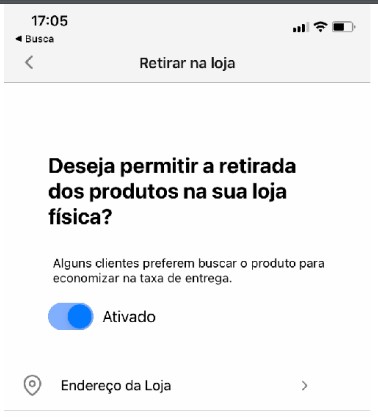 17:05
◀ Busca
Retirar na loja
Deseja permitir a retirada
dos produtos na sua loja
física?
Alguns clientes preferem buscar o produto para
economizar na taxa de entrega.
Ativado
Endereço da Loja